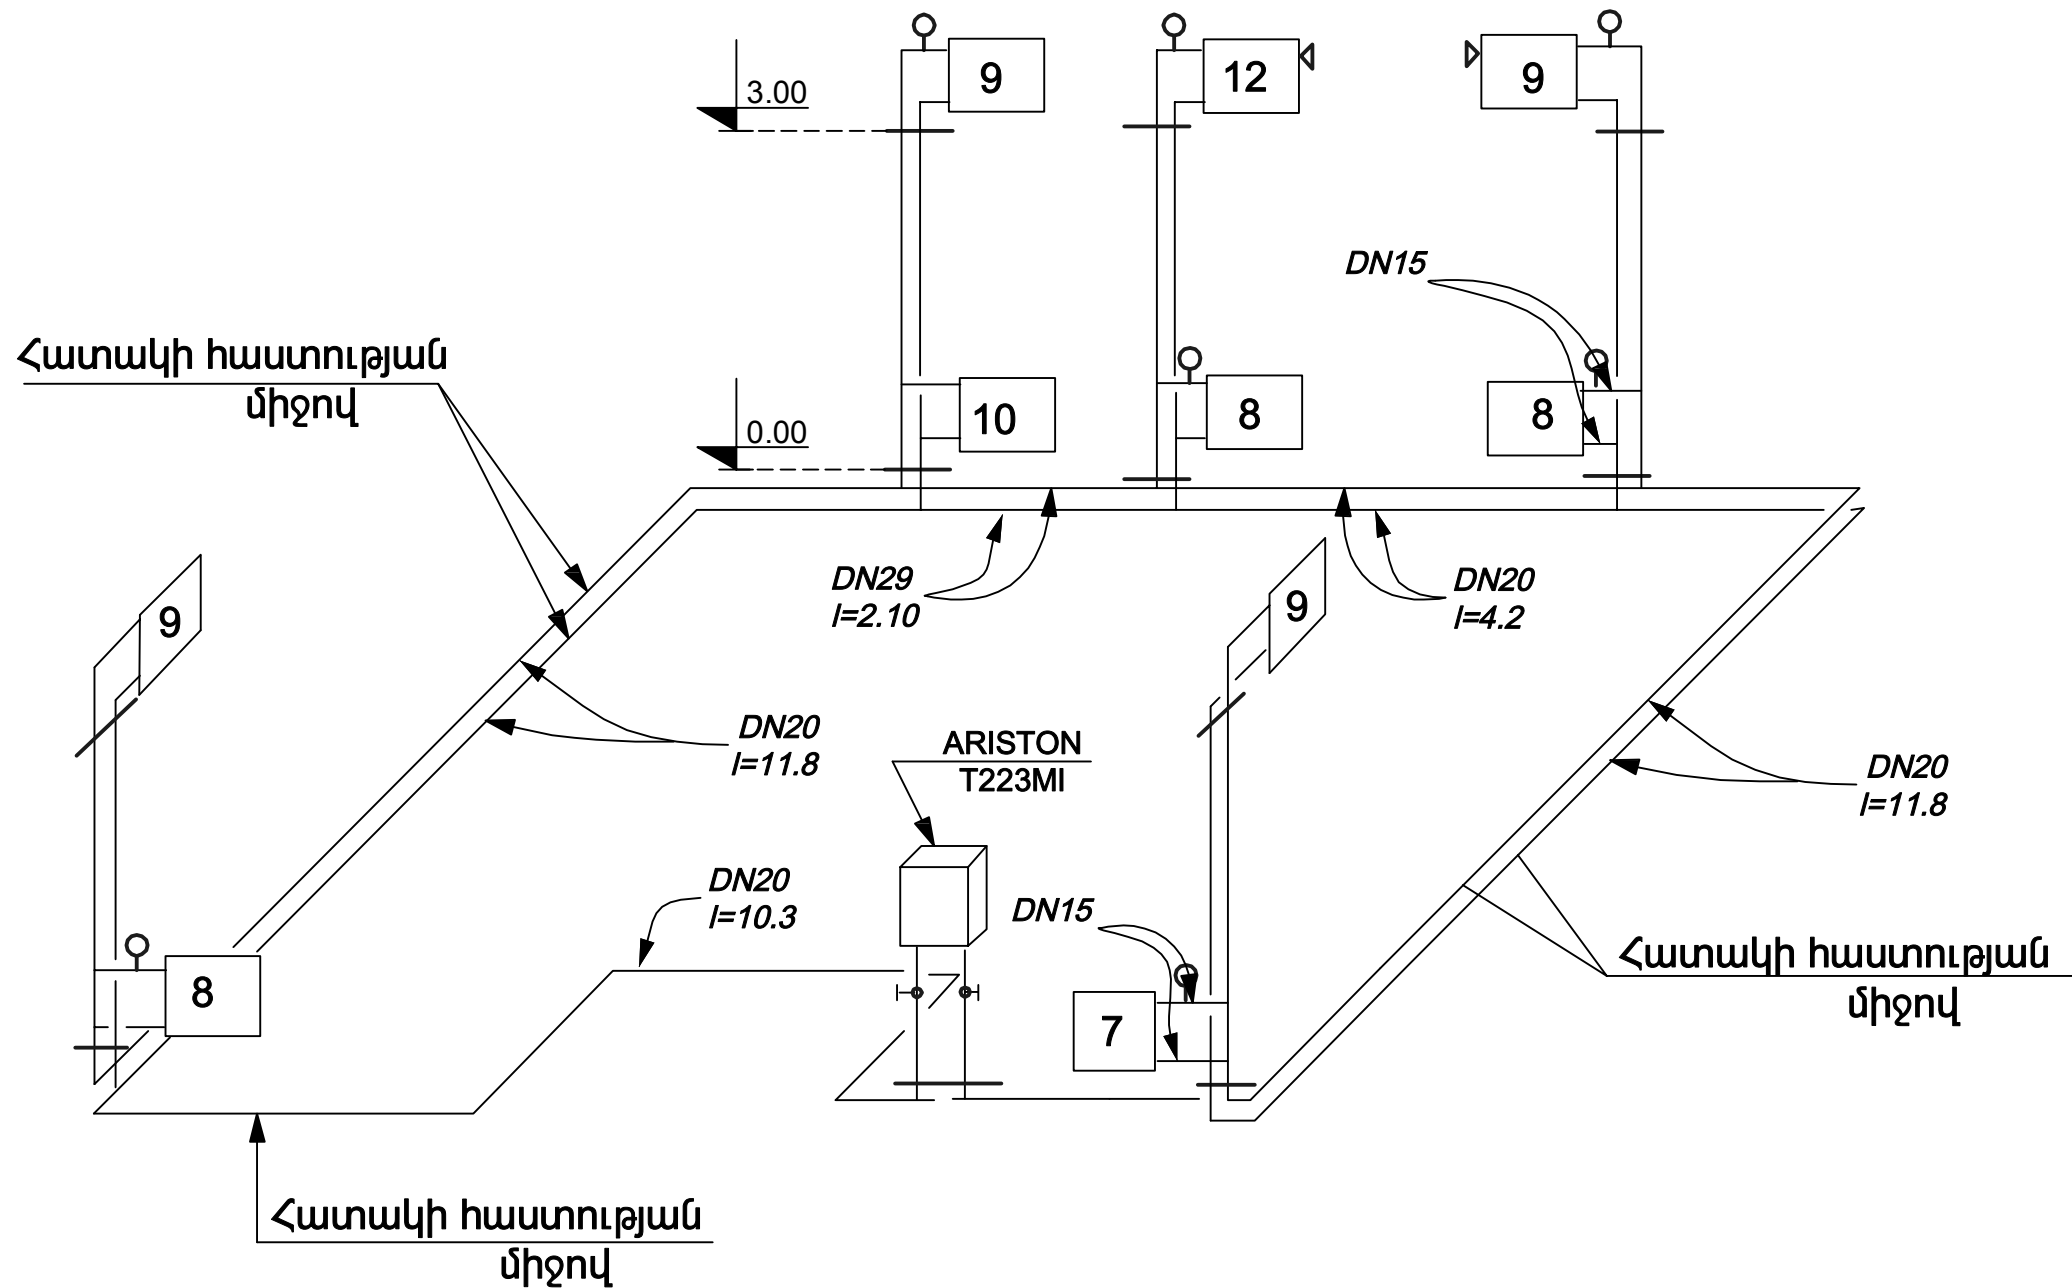 9
12
9
3.00
DN15
Հատակի հաստության
միջով
10
8
8
0.00
DN29
l=2.10
DN20
l=4.2
9
9
DN20
l=11.8
ARISTON
T223MI
DN20
l=11.8
DN20
l=10.3
DN15
Հատակի հաստության
միջով
8
7
Հատակի հաստության
միջով